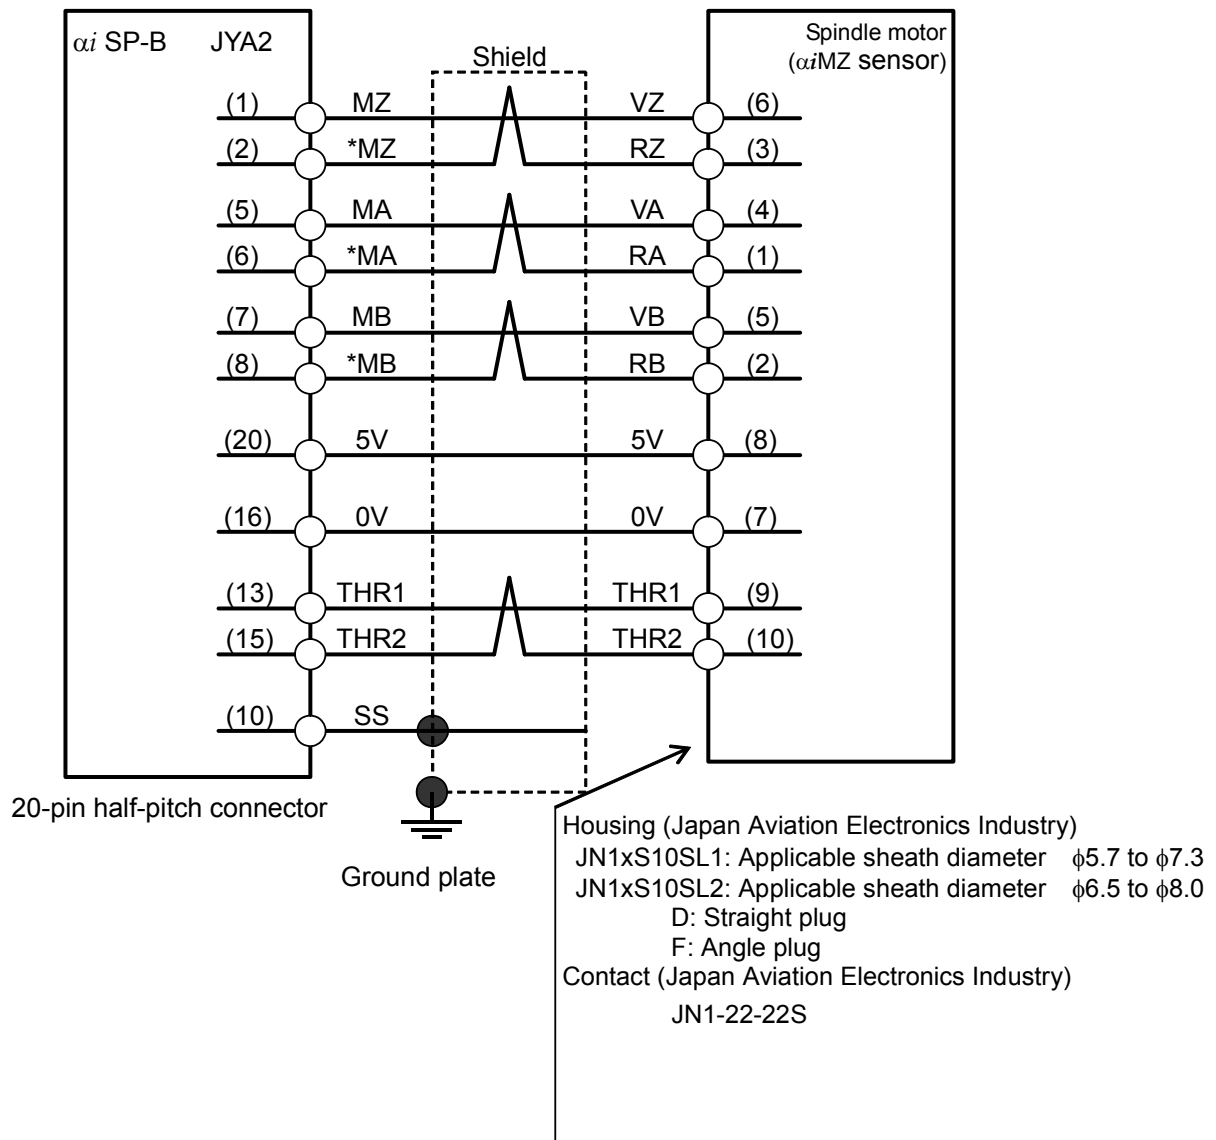 αi SP-B JYA2
Spindle motor
(αiMZ sensor)
Shield
(1) MZ VZ (6)
(2) *MZ RZ (3)
(5) MA VA (4)
(6) *MA RA (1)
(7) MB VB (5)
(8) *MB RB (2)
(20) 5V 5V (8)
(16) 0V 0V (7)
(13) THR1 THR1 (9)
(15) THR2 THR2 (10)
(10) SS
20-pin half-pitch connector
Ground plate
Housing (Japan Aviation Electronics Industry)
JN1xS10SL1: Applicable sheath diameter ϕ5.7 to ϕ7.3
JN1xS10SL2: Applicable sheath diameter ϕ6.5 to ϕ8.0
D: Straight plug
F: Angle plug
Contact (Japan Aviation Electronics Industry)
JN1-22-22S